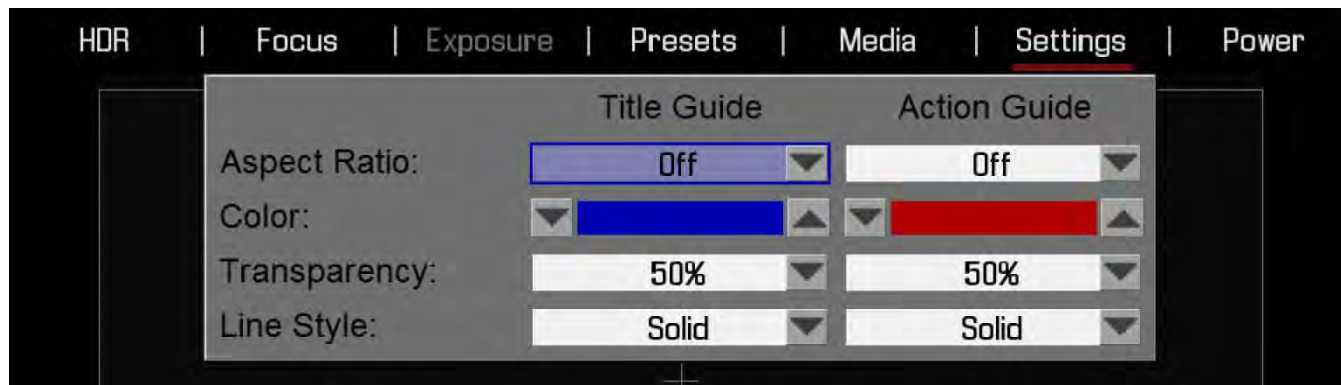 HDR | Focus | Exposure | Presets | Media | Settings | Power
Title Guide Action Guide
Aspect Ratio: Off Off
Color:
Transparency: 50% 50%
Line Style: Solid Solid